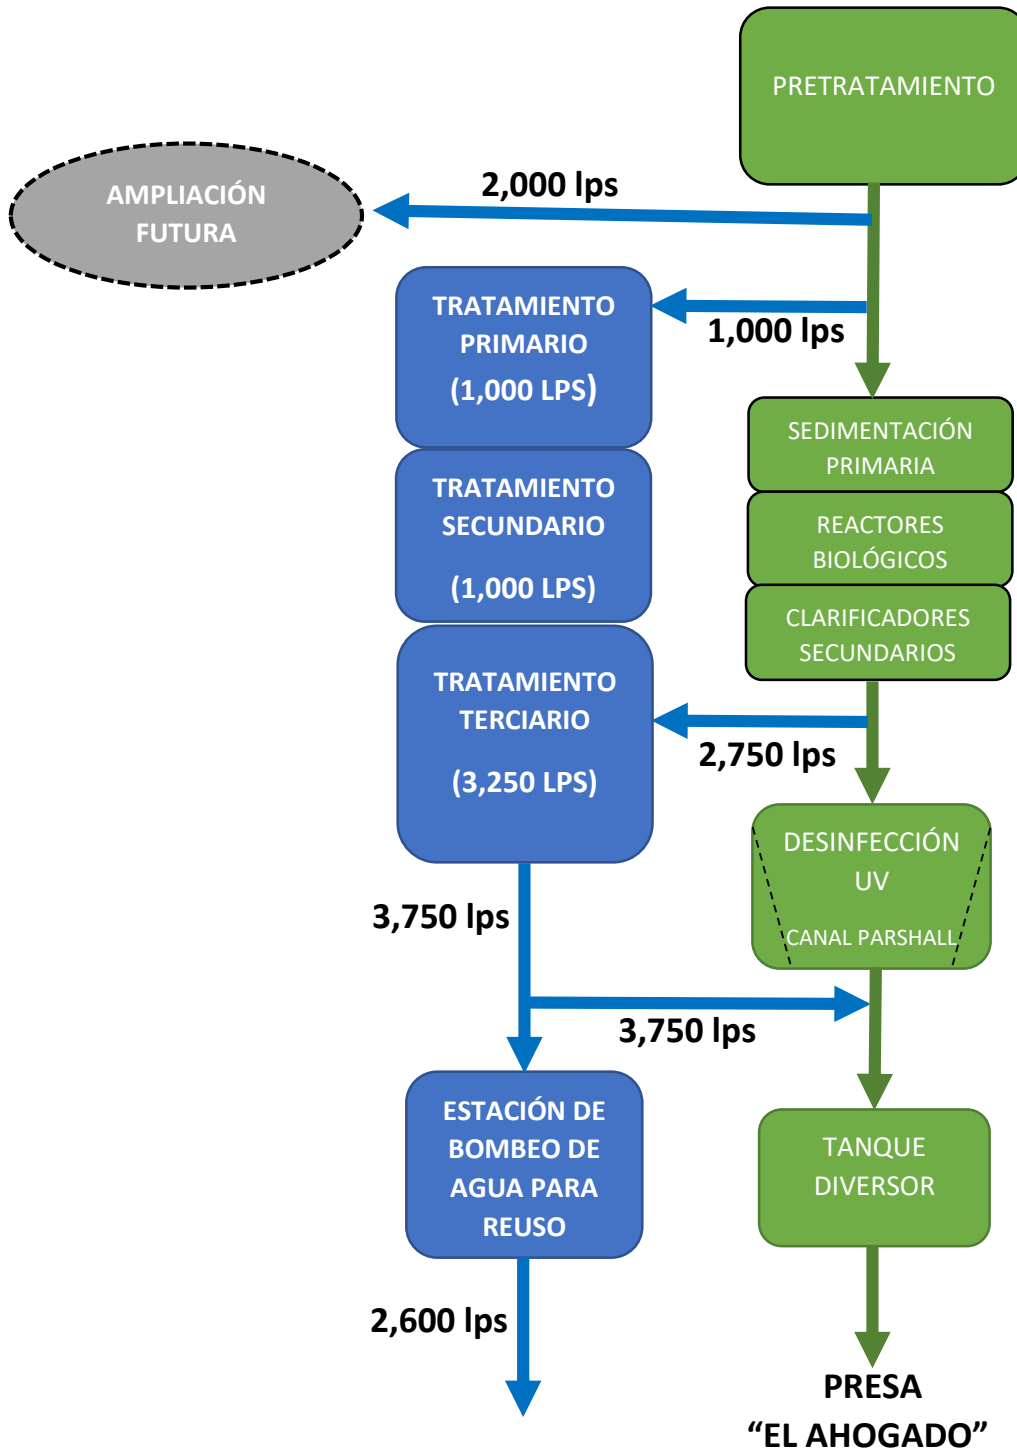 PRETRATAMIENTO
2,000 lps
AMPLIACIÓN
FUTURA
1,000 lps
TRATAMIENTO
PRIMARIO
(1,000 LPS)
SEDIMENTACIÓN
PRIMARIA
TRATAMIENTO
SECUNDARIO
(1,000 LPS)
REACTORES
BIOLÓGICOS
CLARIFICADORES
SECUNDARIOS
TRATAMIENTO
TERCIARIO
(3,250 LPS)
2,750 lps
DESINFECCIÓN
UV
CANAL PARSHALL
3,750 lps
3,750 lps
ESTACIÓN DE
BOMBEO DE
AGUA PARA
REUSO
TANQUE
DIVERSOR
2,600 lps
PRESA
“EL AHOGADO”